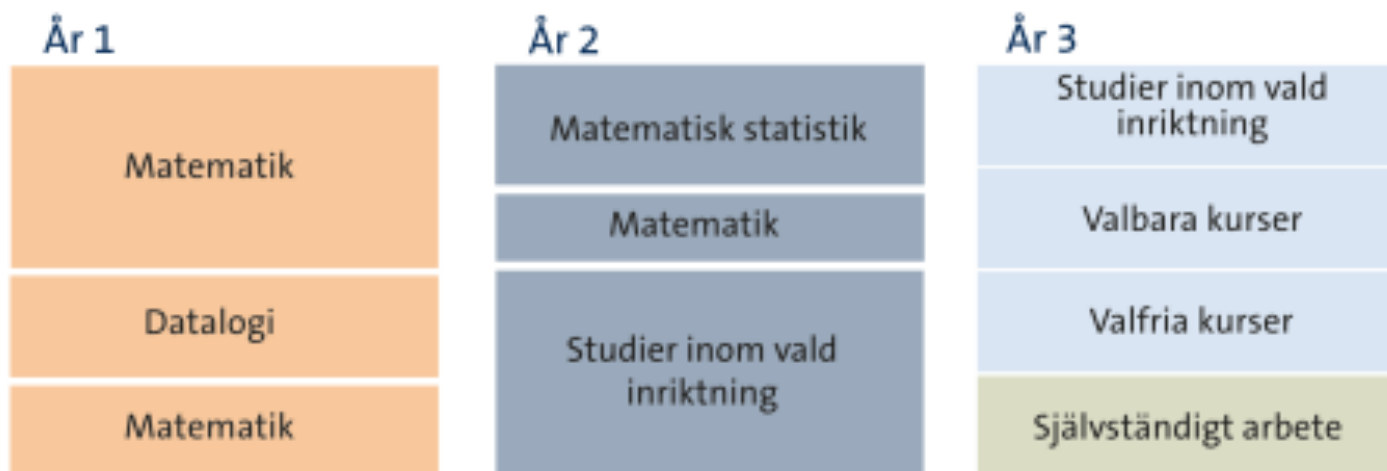 År 1
Matematik
Datalogi
Matematik
År 2
Matematisk statistik
Matematik
Studier inom vald
inriktning
År 3
Studier inom vald
inriktning
Valbara kurser
Valfria kurser
Självständigt arbete